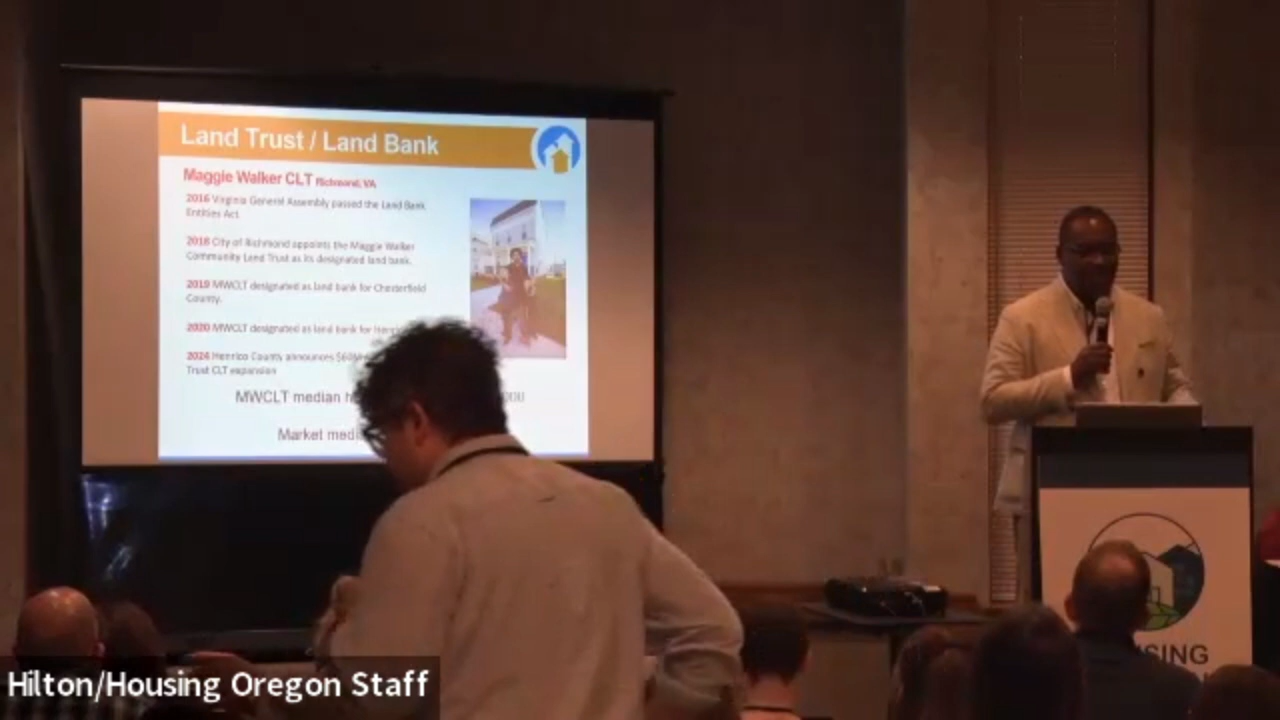 Land Trust / Land Bank
Maggie Walker CLT Richmond, VA
2016 Virginia General Assembly passed the Land Bank
Entities Act.
2018 City of Richmond appoints the Maggie Walker
Community Land Trust as its designated land bank.
2019 MWCLT designated as land bank for Chesterfield
County.
2020 MWCLT designated as land bank for
2024 Henrico County announces
Trust CLT expansion
MWCLT median
Market
Hilton/Housing Oregon Staff